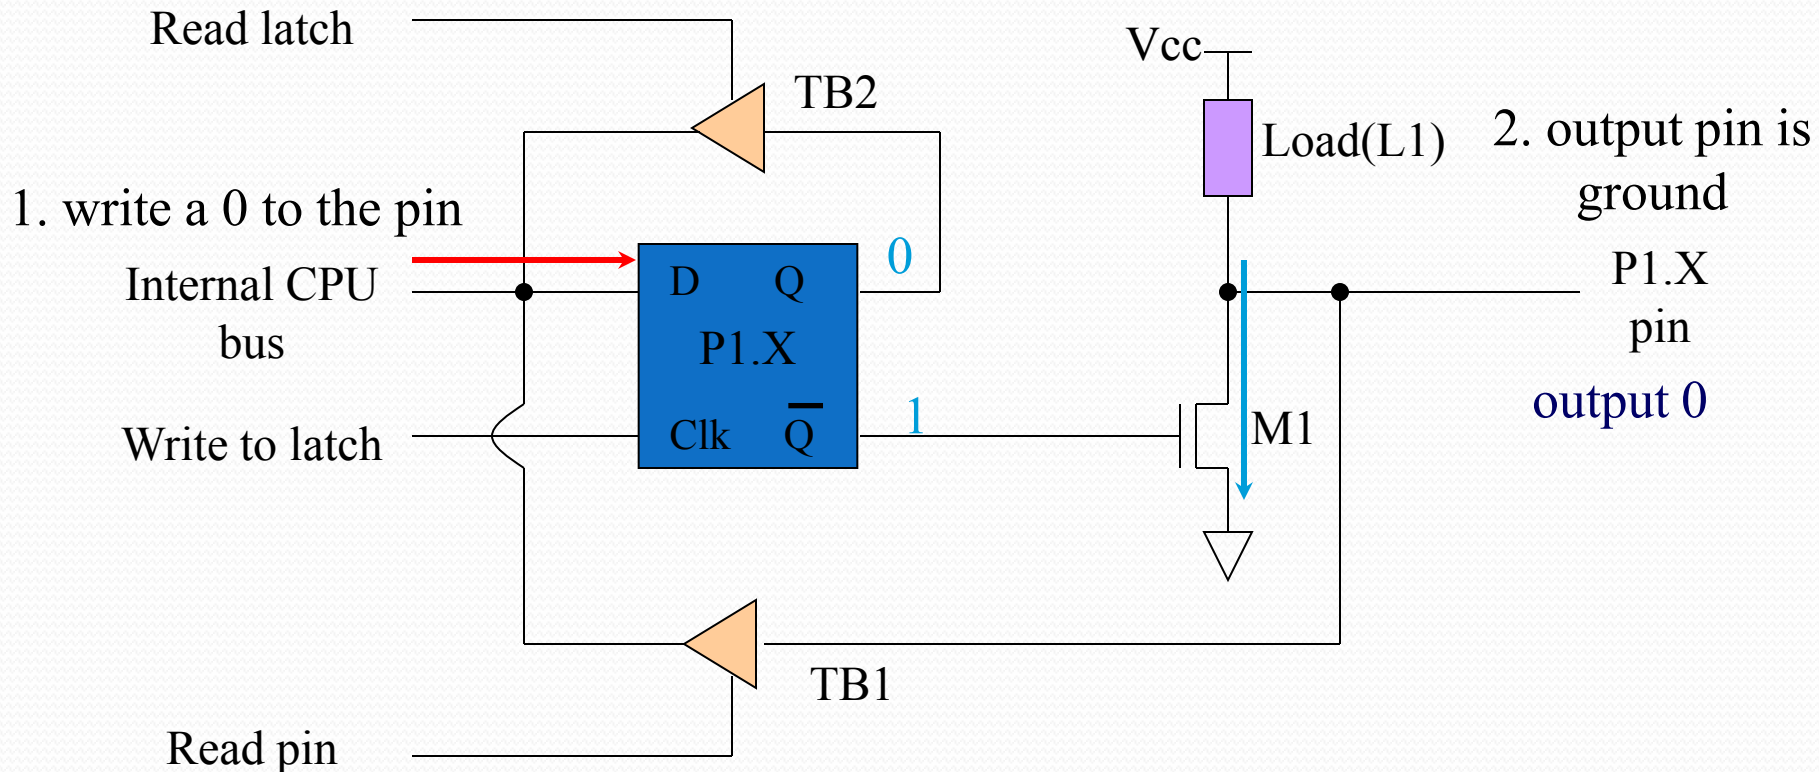 Read latch
Vcc
TB2
Load(L1)
2. output pin is
ground
1. write a 0 to the pin
Internal CPU
bus
D Q
0
P1.X
Clk Q̅
1
Write to latch
M1
P1.X
pin
output 0
TB1
Read pin